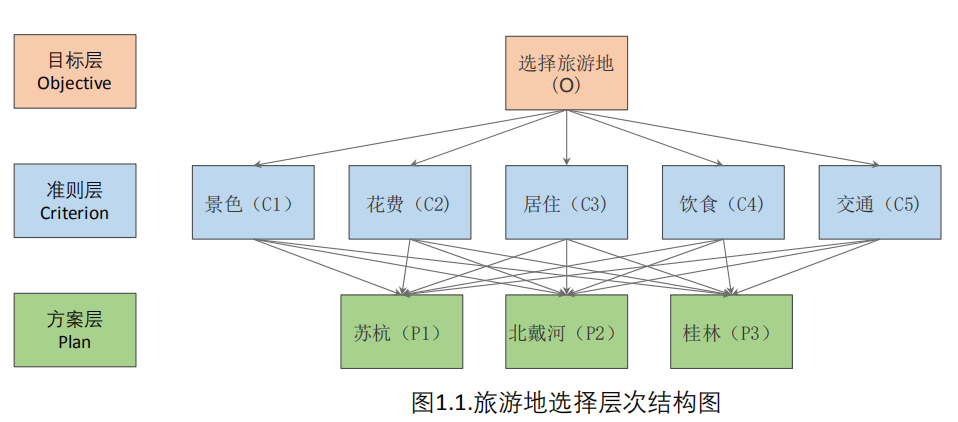 目标层
Objective
选择旅游地
（O）
准则层
Criterion
景色（C1）
花费（C2)
居住（C3)
饮食（C4)
交通（C5)
方案层
Plan
苏杭（P1）
北戴河（P2）
桂林（P3）
图1.1.旅游地选择层次结构图